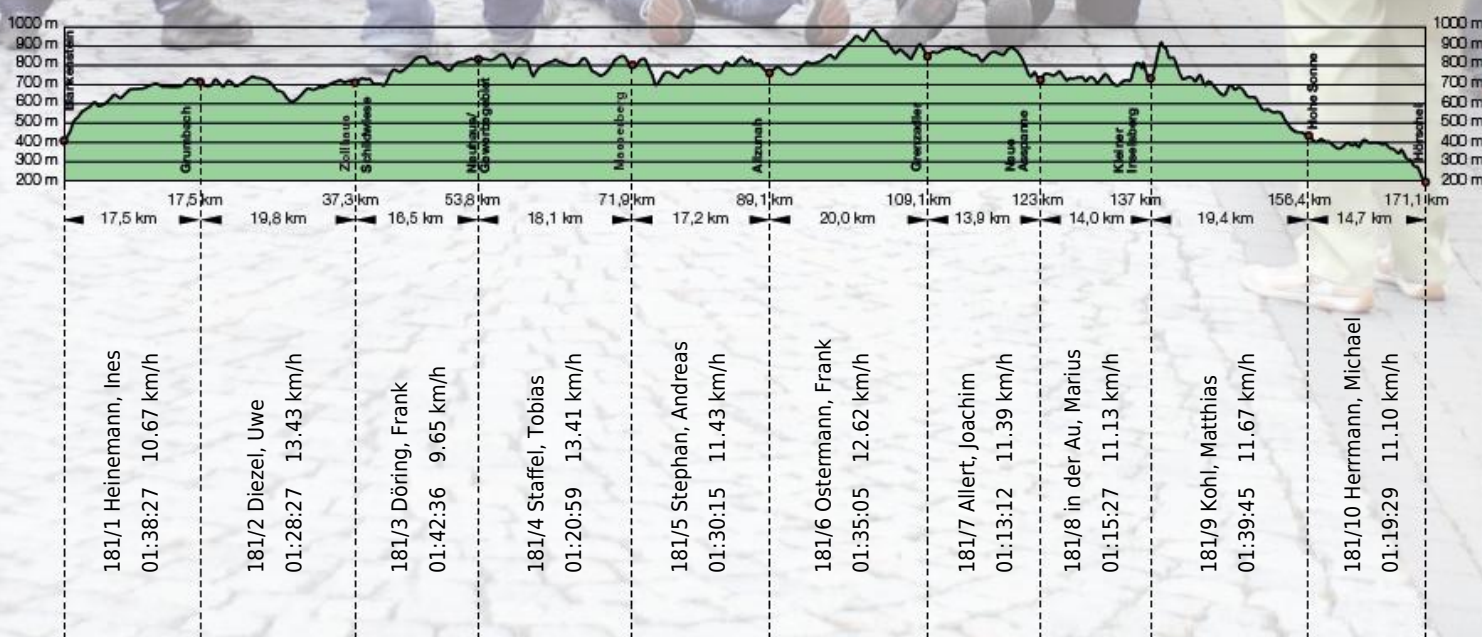 1000 m
900 m
800 m
700 m
600 m
500 m
400 m
300 m
200 m
1000 m
900 m
800 m
700 m
600 m
500 m
400 m
300 m
200 m
Blankenstein
Grumbach
Zollhaus
Schildwiese
Neuhaus/
Masserberg
Allzunah
Grenzadler
Neue
Ausspanne
Kleiner
Inselsberg
Hohe Sonne
Hörschel
17,5 km
37,3 km
53,8 km
71,9 km
89,1 km
109,1 km
123 km
137 km
156,4 km
171,1 km
17,5 km
19,8 km
16,5 km
18,1 km
17,2 km
20,0 km
13,9 km
14,0 km
19,4 km
14,7 km
181/1 Heinemann, Ines
01:38:27 10.67 km/h
181/2 Diezel, Uwe
01:28:27 13.43 km/h
181/3 Döring, Frank
01:42:36 9.65 km/h
181/4 Staffel, Tobias
01:20:59 13.41 km/h
181/5 Stephan, Andreas
01:30:15 11.43 km/h
181/6 Ostermann, Frank
01:35:05 12.62 km/h
181/7 Allert, Joachim
01:13:12 11.39 km/h
181/8 in der Au, Marius
01:15:27 11.13 km/h
181/9 Kohl, Matthias
01:39:45 11.67 km/h
181/10 Herrmann, Michael
01:19:29 11.10 km/h